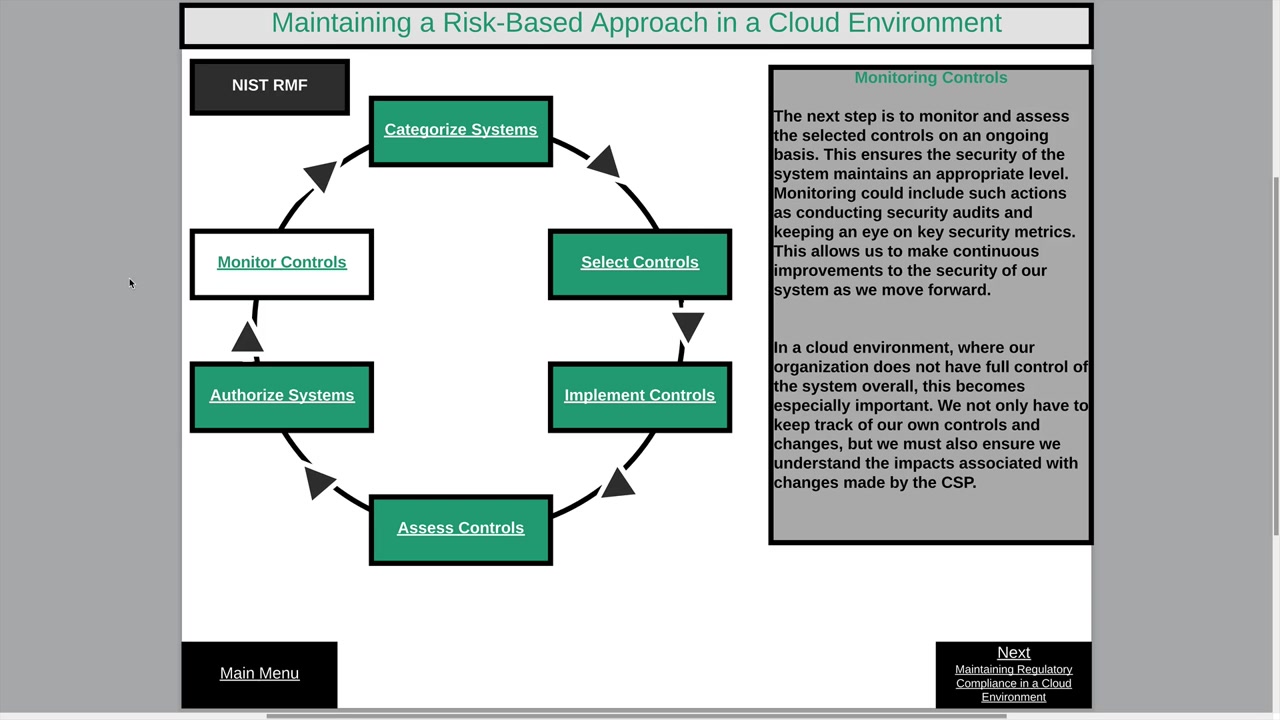 Maintaining a Risk-Based Approach in a Cloud Environment
NIST RMF
Categorize Systems
Monitor Controls
Select Controls
Authorize Systems
Implement Controls
Assess Controls
Monitoring Controls
The next step is to monitor and assess
the selected controls on an ongoing
basis. This ensures the security of the
system maintains an appropriate level.
Monitoring could include such actions
as conducting security audits and
keeping an eye on key security metrics.
This allows us to make continuous
improvements to the security of our
system as we move forward.
In a cloud environment, where our
organization does not have full control of
the system overall, this becomes
especially important. We not only have to
keep track of our own controls and
changes, but we must also ensure we
understand the impacts associated with
changes made by the CSP.
Main Menu
Next
Maintaining Regulatory
Compliance in a Cloud
Environment